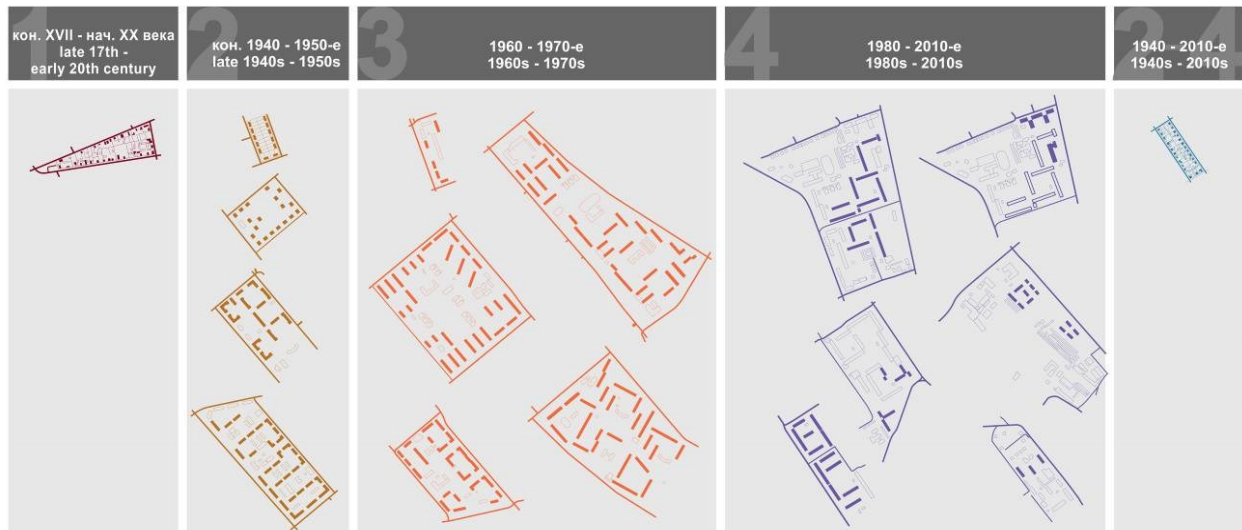 1
кон. XVII - нач. XX века
late 17th -
early 20th century
2
кон. 1940 - 1950-е
late 1940s - 1950s
3
1960 - 1970-е
1960s - 1970s
4
1980 - 2010-е
1980s - 2010s
2-4
1940 - 2010-е
1940s - 2010s